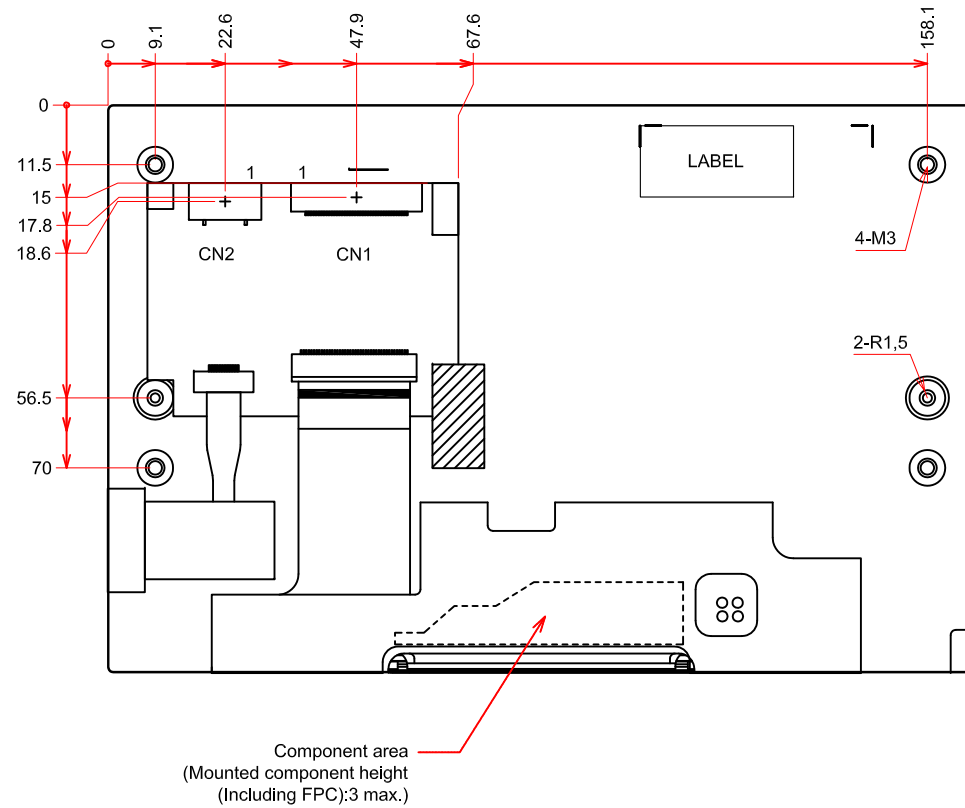 0
9.1
22.6
47.9
67.6
158.1
0
11.5
15
17.8
18.6
56.5
70
1
1
LABEL
CN2
CN1
4-M3
2-R1,5
Component area
(Mounted component height
(Including FPC):3 max.)